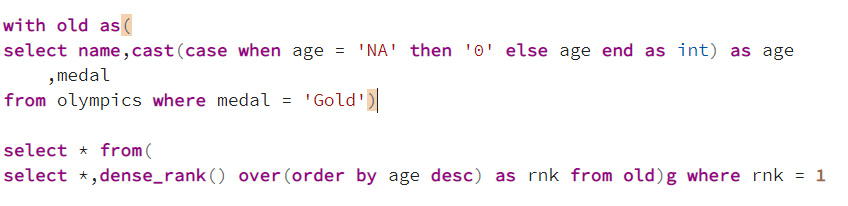 with old as(
select name,cast(case when age = 'NA' then '0' else age end as int) as age
,medal
from olympics where medal = 'Gold')
select * from(
select *,dense_rank() over(order by age desc) as rnk from old)g where rnk = 1